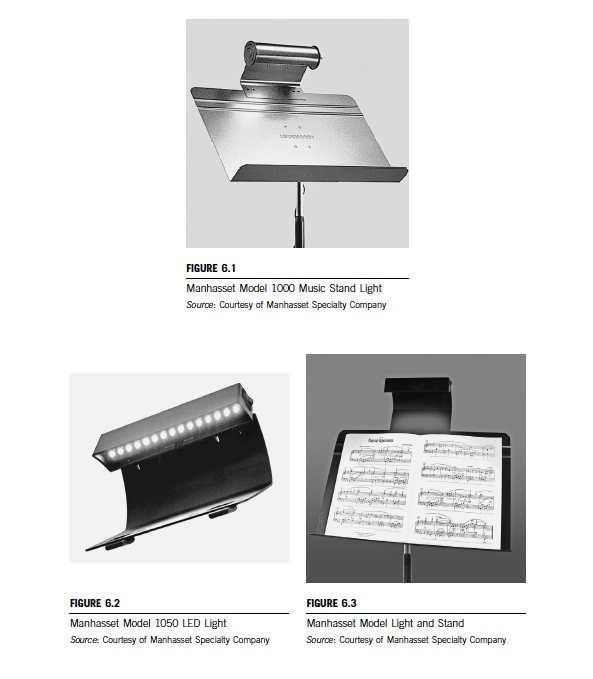 FIGURE 6.1
Manhasset Model 1000 Music Stand Light
Source: Courtesy of Manhasset Specialty Company
FIGURE 6.2
Manhasset Model 1050 LED Light
Source: Courtesy of Manhasset Specialty Company
FIGURE 6.3
Manhasset Model Light and Stand
Source: Courtesy of Manhasset Specialty Company